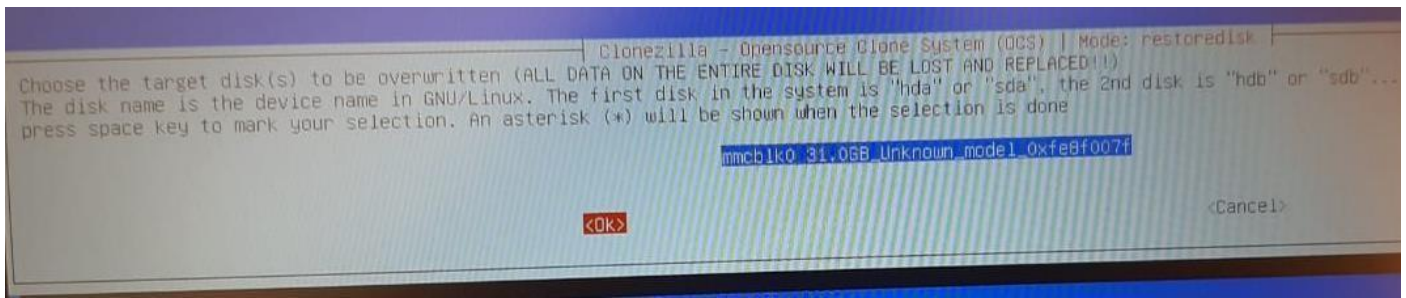 Clonezilla - Opensource Clone System (OCS) | Mode: restoredisk
Choose the target disk(s) to be overwritten (ALL DATA ON THE ENTIRE DISK WILL BE LOST AND REPLACED!!)
The disk name is the device name in GNU/Linux. The first disk in the system is "hda" or "sda", the 2nd disk is "hdb" or "sdb"...
press space key to mark your selection. An asterisk (*) will be shown when the selection is done
mmcblk0 31.0GB_Unknown_model_0xfe8f007f
<Ok> <Cancel>